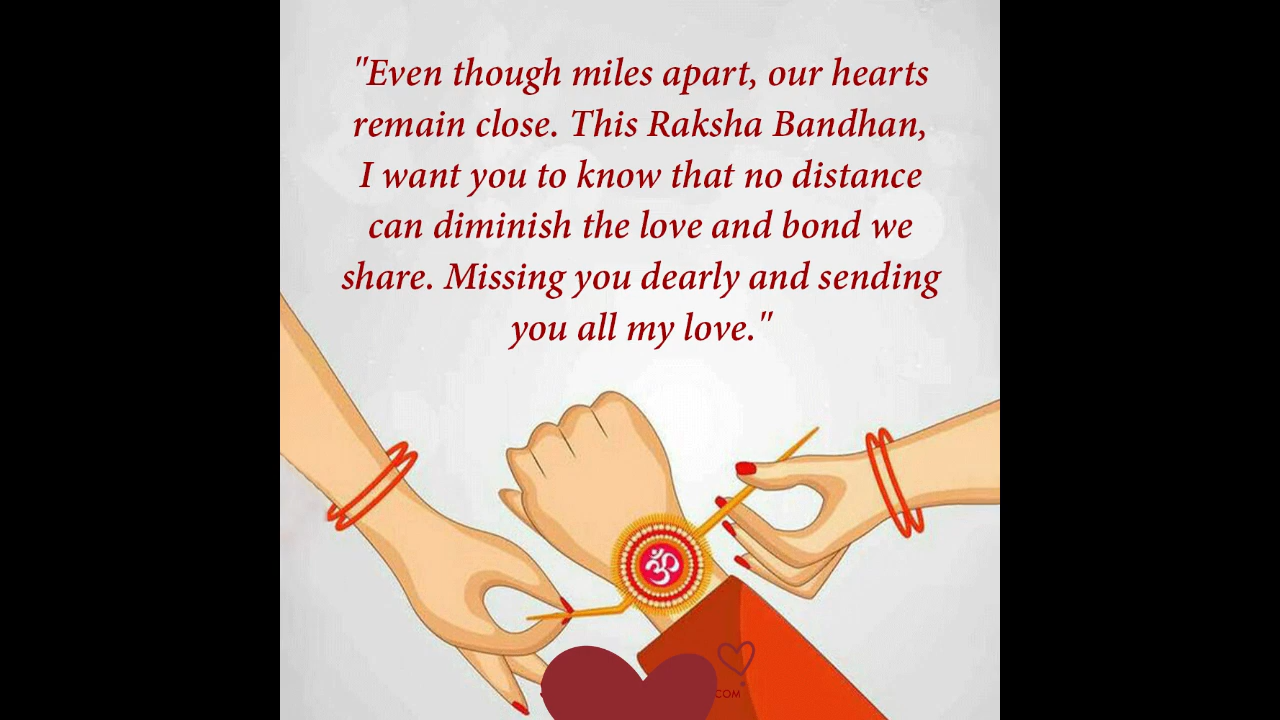 "Even though miles apart, our hearts
remain close. This Raksha Bandhan,
I want you to know that no distance
can diminish the love and bond we
share. Missing you dearly and sending
you all my love."
ॐ
COM